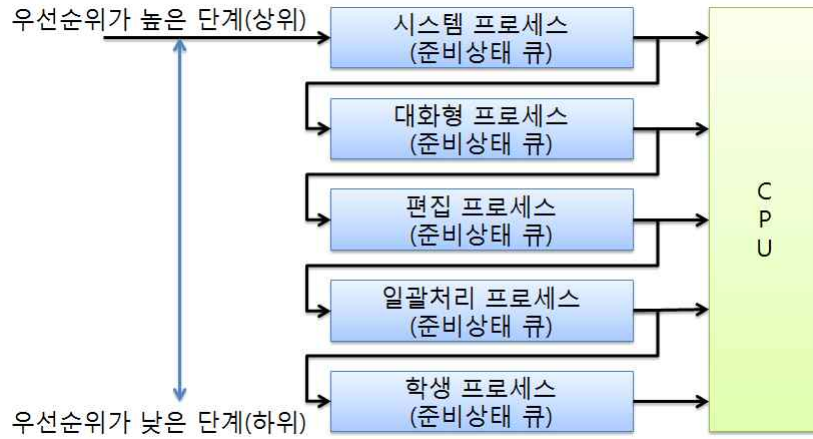 우선순위가 높은 단계(상위)
시스템 프로세스
(준비상태 큐)
대화형 프로세스
(준비상태 큐)
편집 프로세스
(준비상태 큐)
일괄처리 프로세스
(준비상태 큐)
학생 프로세스
(준비상태 큐)
우선순위가 낮은 단계(하위)
C
P
U